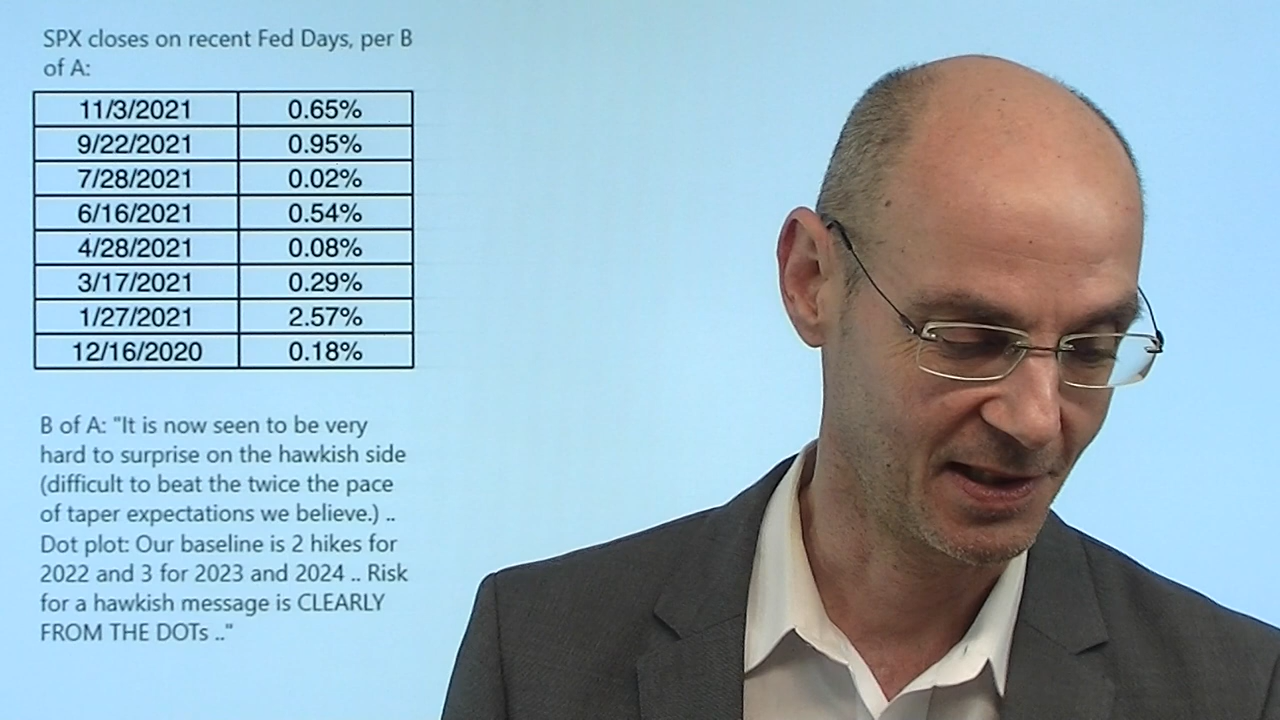 SPX closes on recent Fed Days, per B
of A:
11/3/2021 0.65%
9/22/2021 0.95%
7/28/2021 0.02%
6/16/2021 0.54%
4/28/2021 0.08%
3/17/2021 0.29%
1/27/2021 2.57%
12/16/2020 0.18%
B of A: "It is now seen to be very
hard to surprise on the hawkish side
(difficult to beat the twice the pace
of taper expectations we believe.) ..
Dot plot: Our baseline is 2 hikes for
2022 and 3 for 2023 and 2024 .. Risk
for a hawkish message is CLEARLY
FROM THE DOTs .."